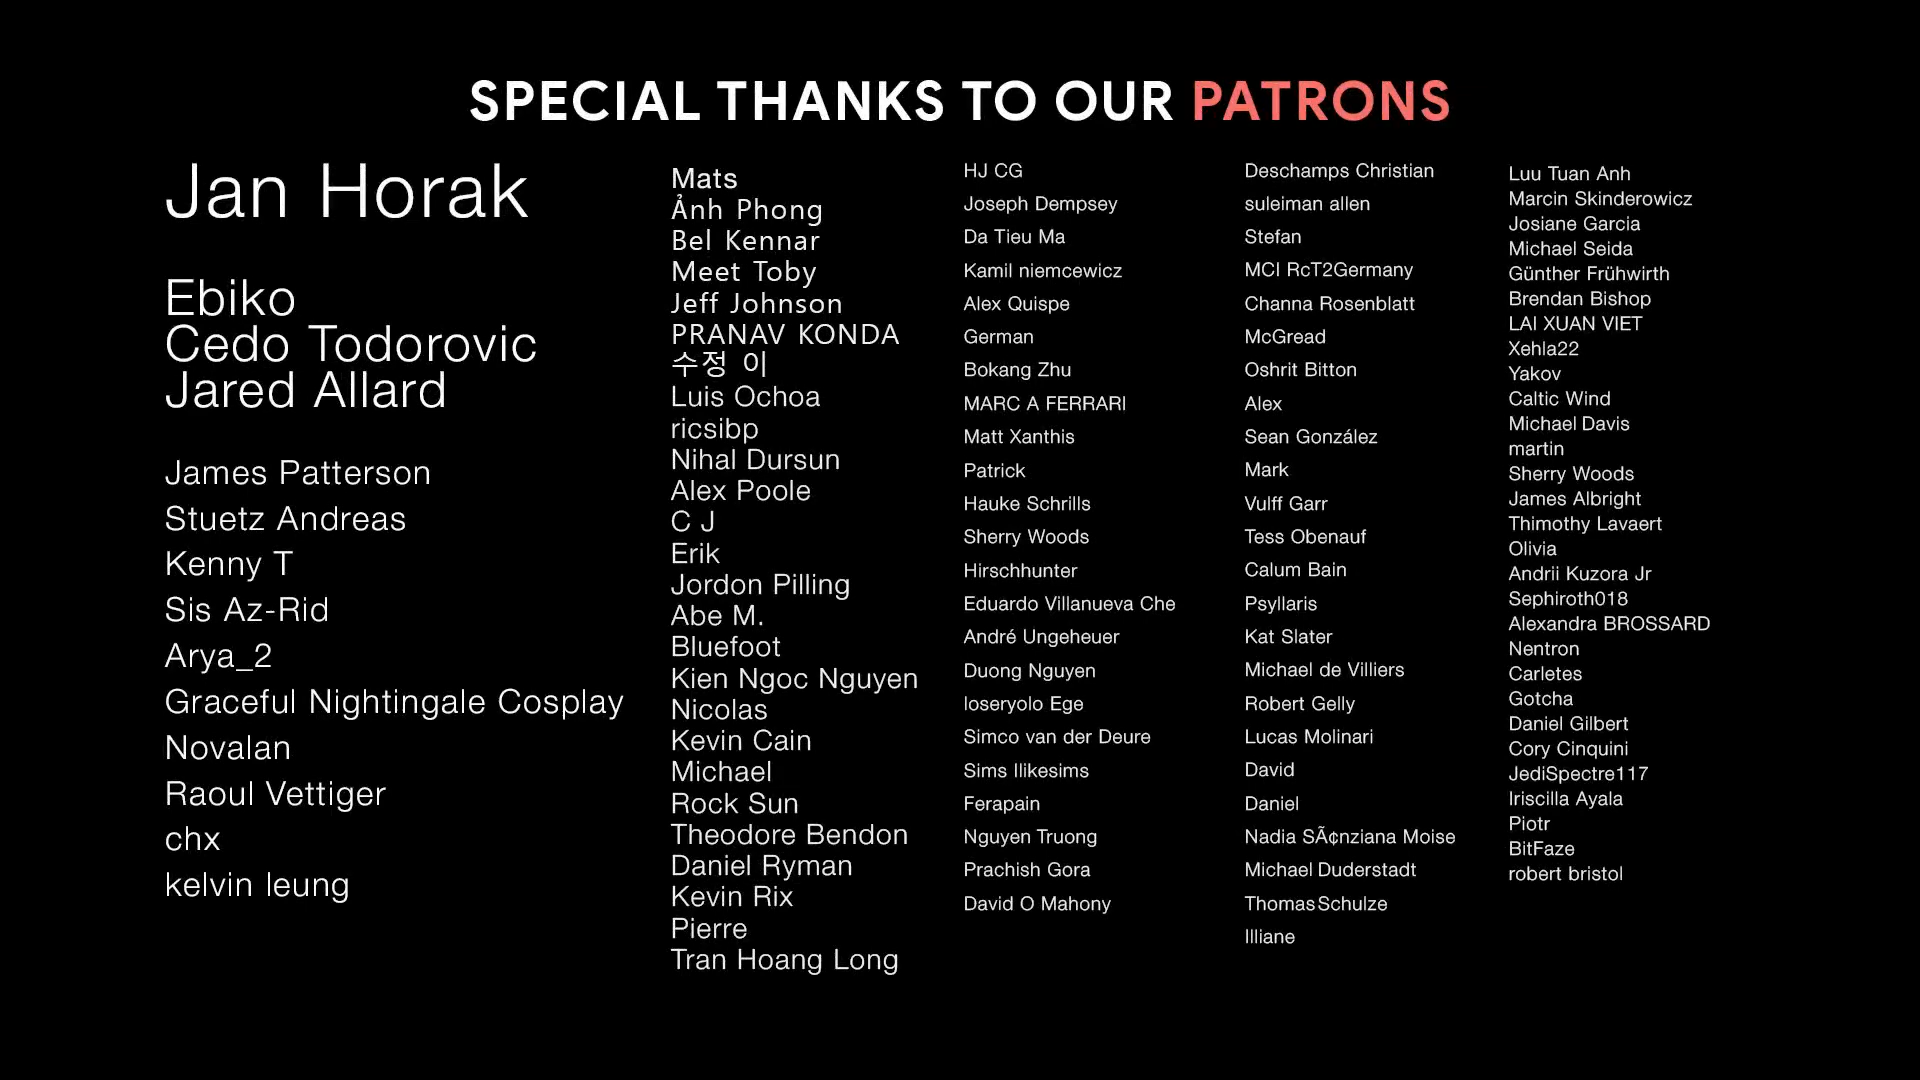 SPECIAL THANKS TO OUR PATRONS
Jan Horak
Ebiko
Cedo Todorovic
Jared Allard
James Patterson
Stuetz Andreas
Kenny T
Sis Az-Rid
Arya_2
Graceful Nightingale Cosplay
Novalan
Raoul Vettiger
chx
kelvin leung
Mats
Ảnh Phong
Bel Kennar
Meet Toby
Jeff Johnson
PRANAV KONDA
수정 이
Luis Ochoa
ricsibp
Nihal Dursun
Alex Poole
C J
Erik
Jordon Pilling
Abe M.
Bluefoot
Kien Ngoc Nguyen
Nicolas
Kevin Cain
Michael
Rock Sun
Theodore Bendon
Daniel Ryman
Kevin Rix
Pierre
Tran Hoang Long
HJ CG
Joseph Dempsey
Da Tieu Ma
Kamil niemcewicz
Alex Quispe
German
Bokang Zhu
MARC A FERRARI
Matt Xanthis
Patrick
Hauke Schrills
Sherry Woods
Hirschhunter
Eduardo Villanueva Che
André Ungeheuer
Duong Nguyen
loseryolo Ege
Simco van der Deure
Sims Ilikesims
Ferapain
Nguyen Truong
Prachish Gora
David O Mahony
Deschamps Christian
suleiman allen
Stefan
MCI RcT2Germany
Channa Rosenblatt
McGread
Oshrit Bitton
Alex
Sean González
Mark
Vulff Garr
Tess Obenauf
Calum Bain
Psyllaris
Kat Slater
Michael de Villiers
Robert Gelly
Lucas Molinari
David
Daniel
Nadia SÃ¢nziana Moise
Michael Duderstadt
Thomas Schulze
Illiane
Luu Tuan Anh
Marcin Skinderowicz
Josiane Garcia
Michael Seida
Günther Frühwirth
Brendan Bishop
LAI XUAN VIET
Xehla22
Yakov
Caltic Wind
Michael Davis
martin
Sherry Woods
James Albright
Thimothy Lavaert
Olivia
Andrii Kuzora Jr
Sephiroth018
Alexandra BROSSARD
Nentron
Carletes
Gotcha
Daniel Gilbert
Cory Cinquini
JediSpectre117
Iriscilla Ayala
Piotr
BitFaze
robert bristol